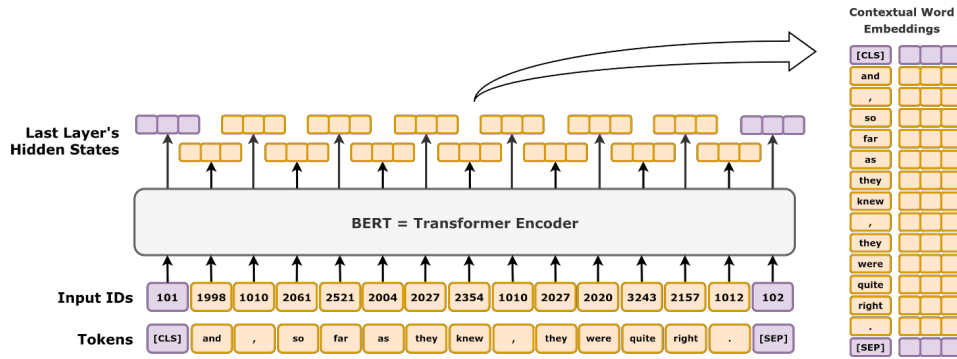 Contextual Word
Embeddings
[CLS]
and
,
so
far
as
they
knew
,
they
were
quite
right
.
[SEP]
Last Layer's
Hidden States
BERT = Transformer Encoder
Input IDs 101 1998 1010 2061 2521 2004 2027 2354 1010 2027 2020 3243 2157 1012 102
Tokens [CLS] and , so far as they knew , they were quite right . [SEP]